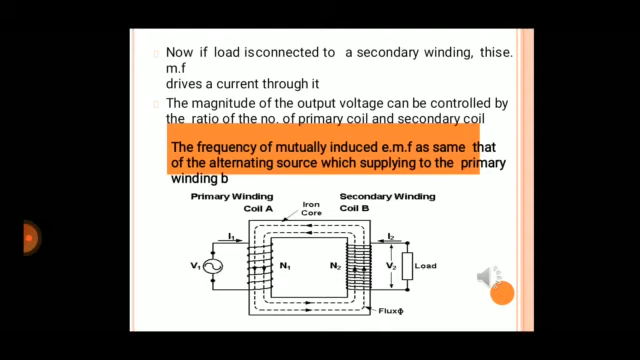 Now if load isconnected to a secondary winding, thise.
m.f
drives a current through it
The magnitude of the output voltage can be controlled by
the ratio of the no. of primary coil and secondary coil
The frequency of mutually induced e.m.f as same that
of the alternating source which supplying to the primary
winding b
Primary Winding
Coil A
Iron
Core
Secondary Winding
Coil B
I1
I2
V1
N1
N2
V2
Load
Fluxϕ